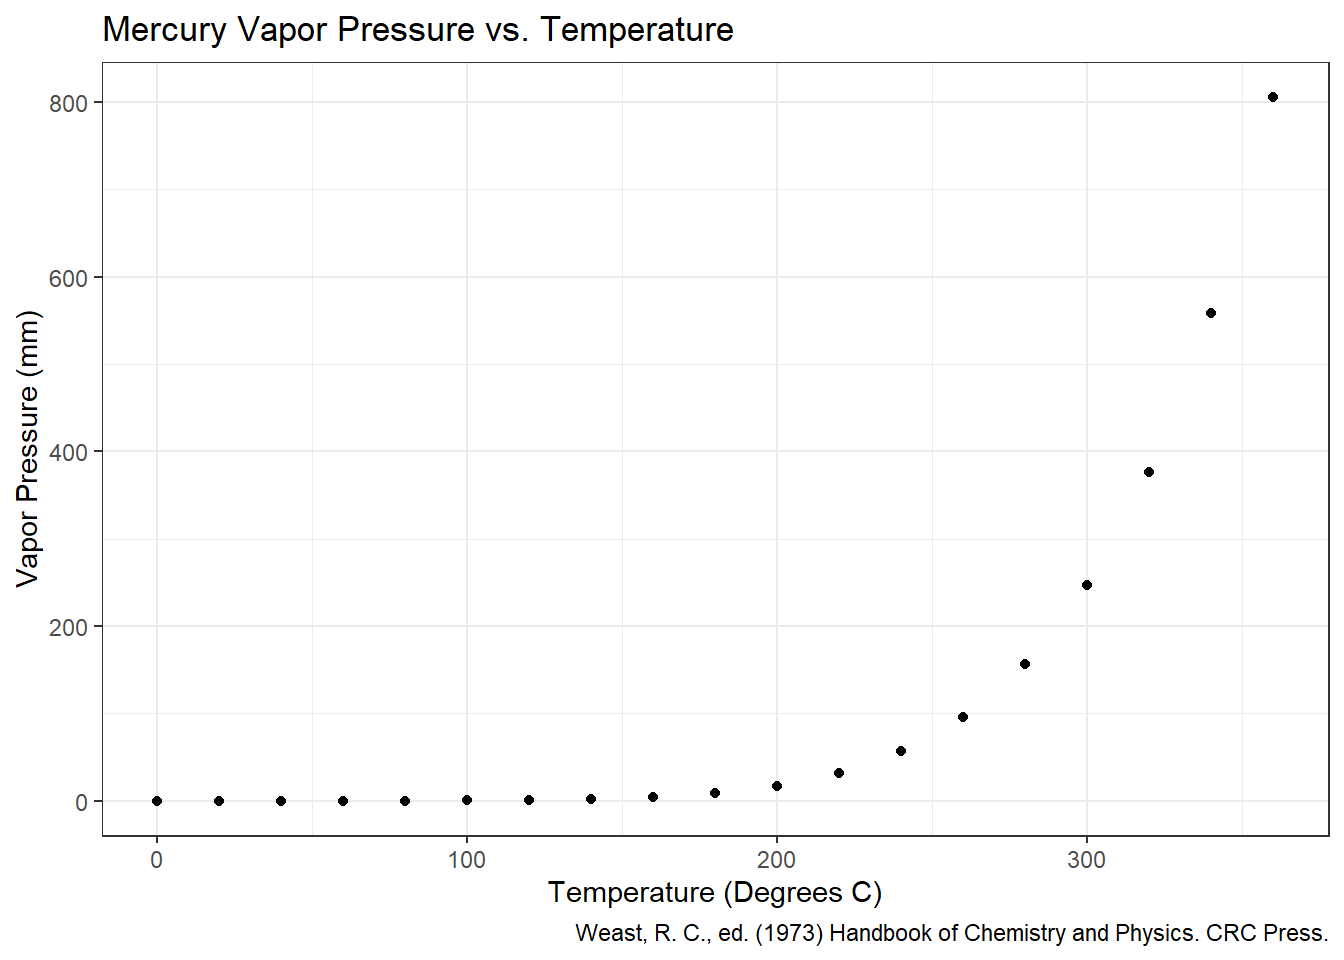 Mercury Vapor Pressure vs. Temperature
800
600
400
200
0
Vapor Pressure (mm)
0 100 200 300
Temperature (Degrees C)
Weast, R. C., ed. (1973) Handbook of Chemistry and Physics. CRC Press.